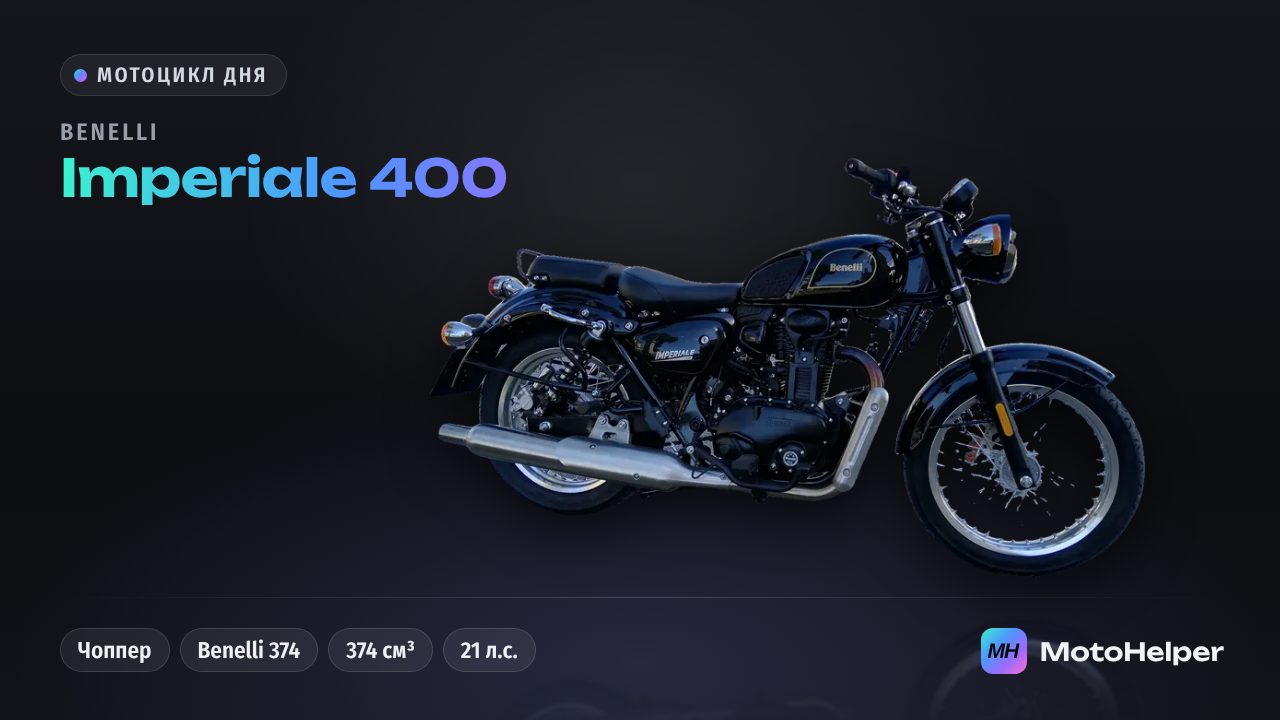 МОТОЦИКЛ ДНЯ
BENELLI
Imperiale 400
Benelli
IMPERIALE
Чоппер
Benelli 374
374 см³
21 л.с.
MH
MotoHelper